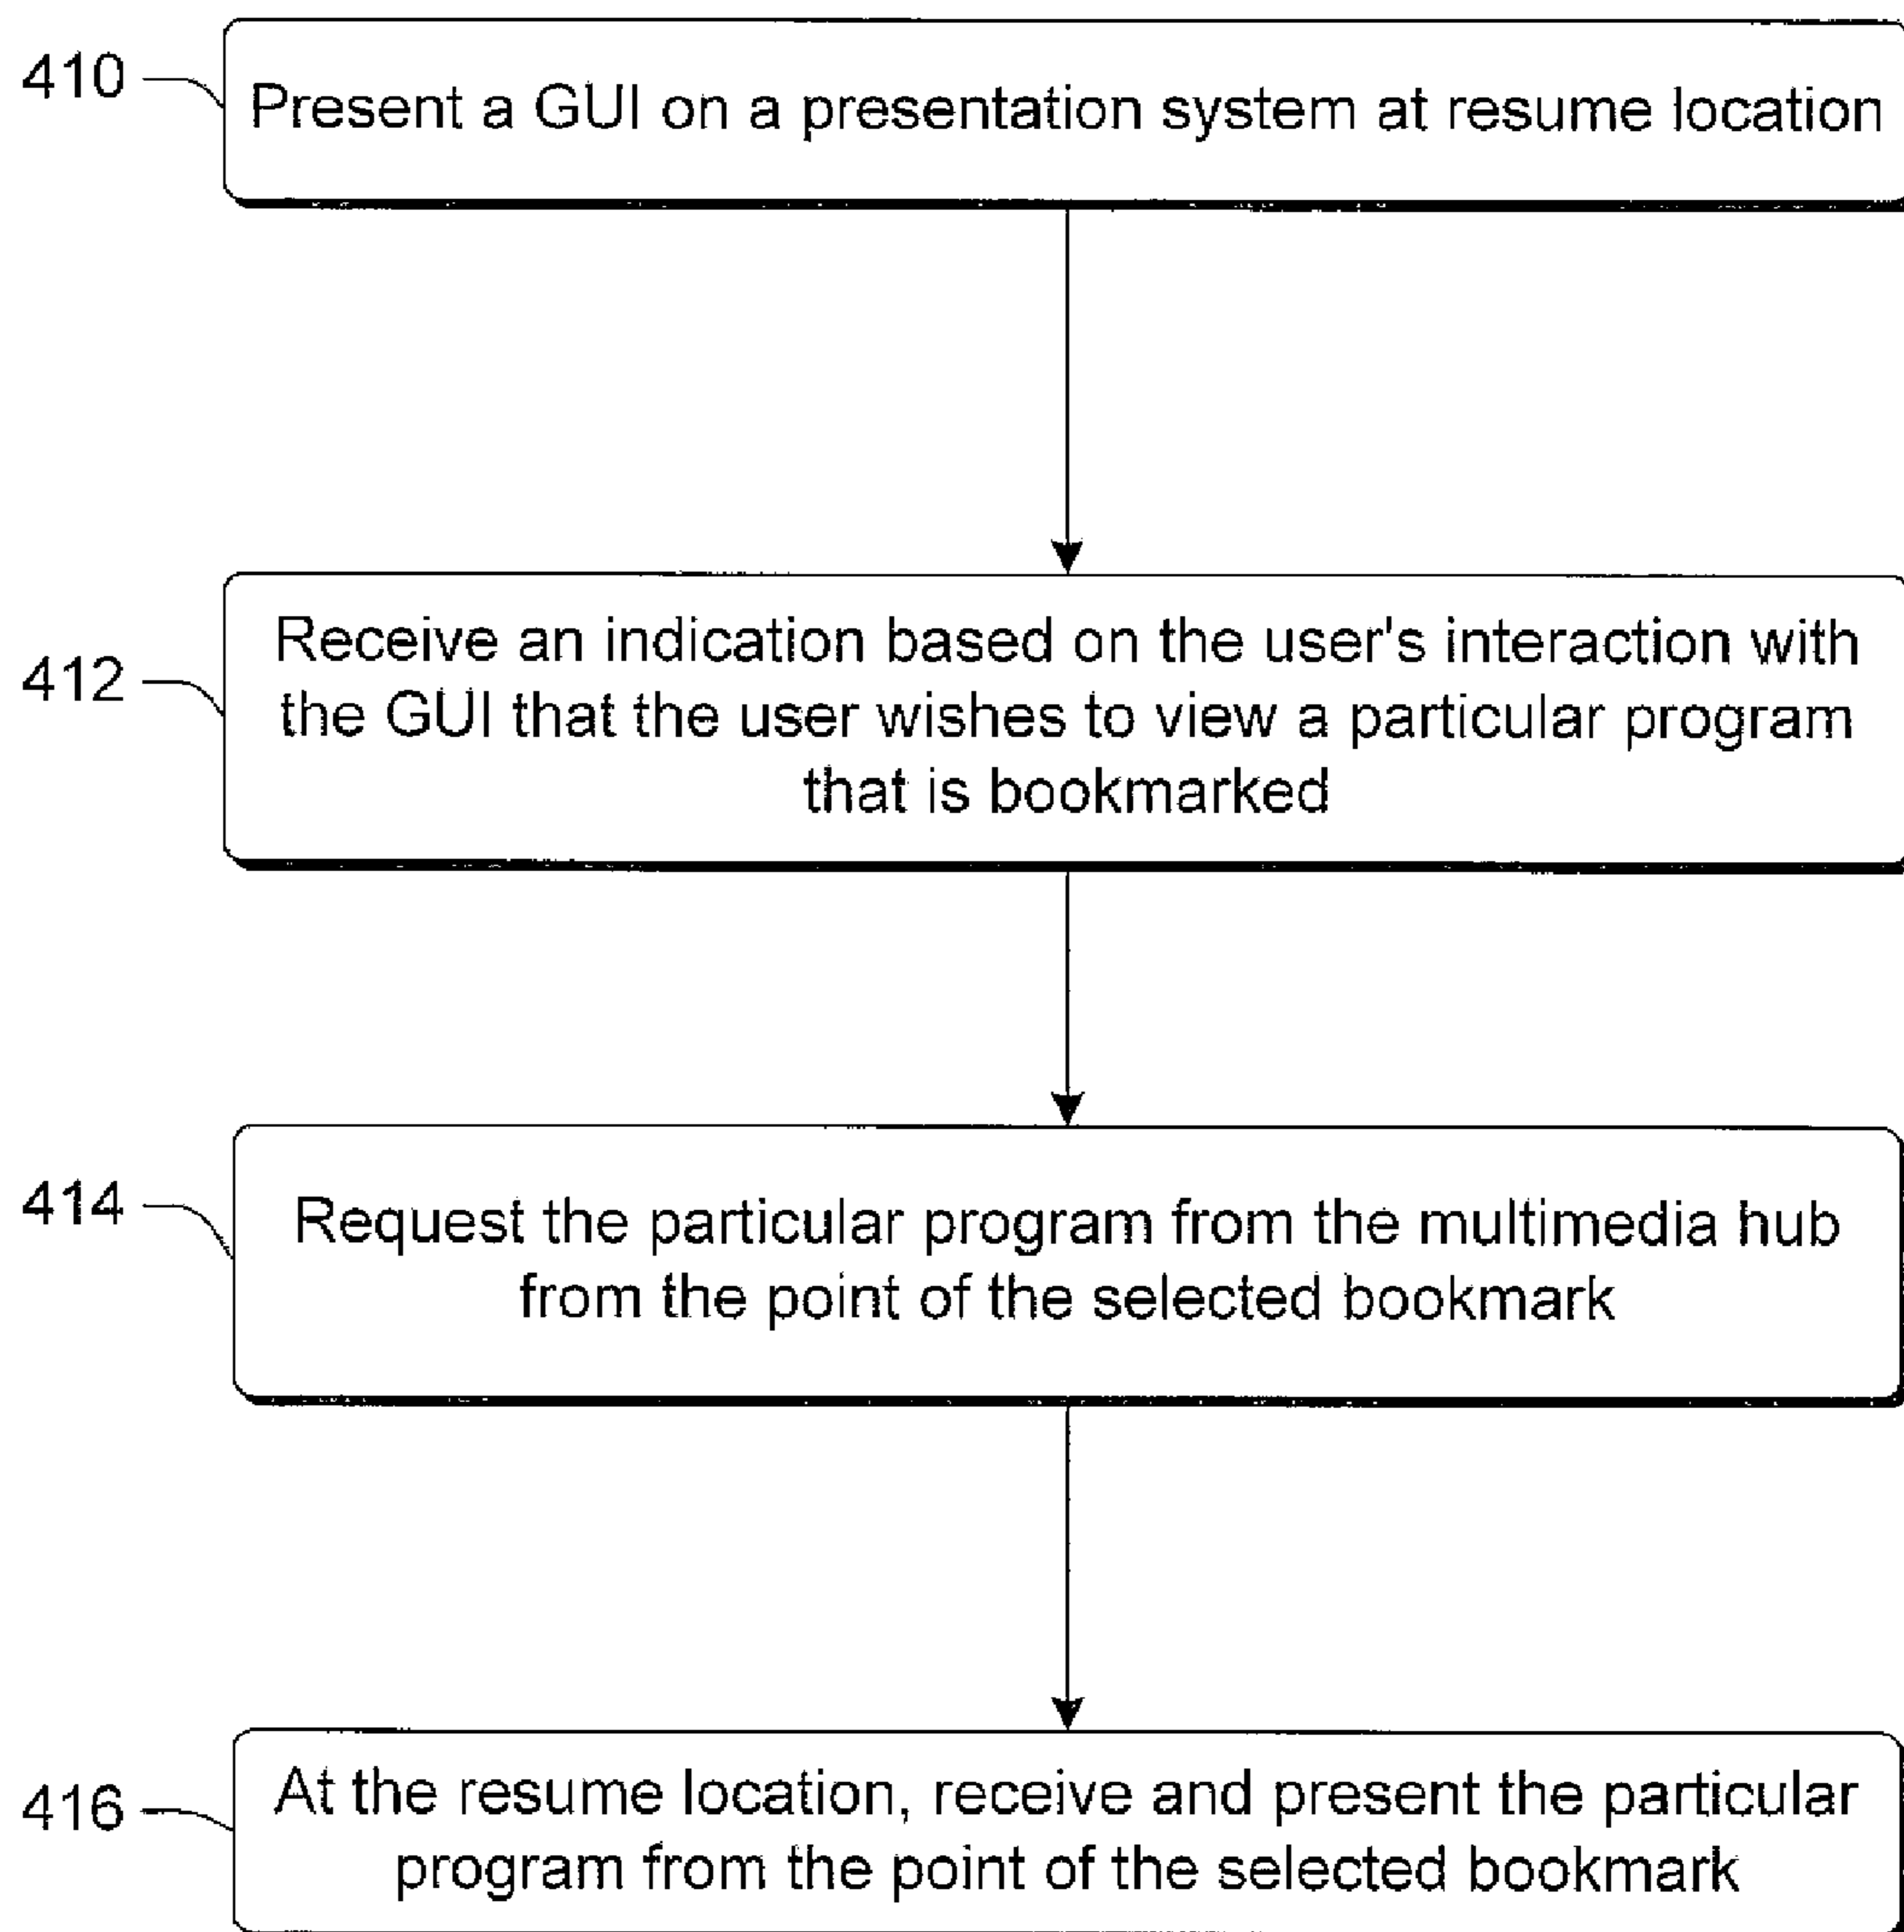 410
Present a GUI on a presentation system at resume location
412
Receive an indication based on the user's interaction with
the GUI that the user wishes to view a particular program
that is bookmarked
414
Request the particular program from the multimedia hub
from the point of the selected bookmark
416
At the resume location, receive and present the particular
program from the point of the selected bookmark